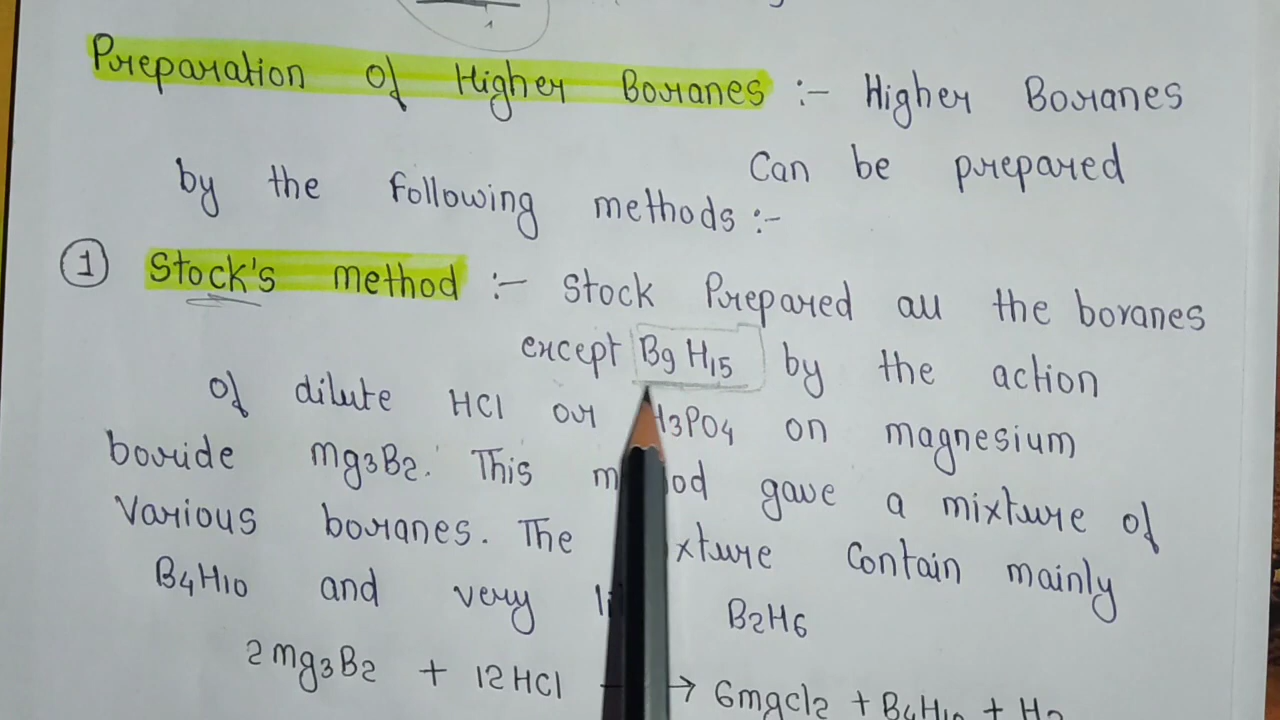 Preparation of Higher Boranes :- Higher Boranes
Can be prepared
by the Following methods :-
① Stock's method :- Stock Prepared all the boranes
except B9H15 by the action
of dilute HCl or H3PO4 on magnesium
boride mg3B2. This method gave a mixture of
Various boranes. The mixture Contain mainly
B4H10 and very B2H6
2mg3B2 + 12HCl → 6mgcl2 + B4H10 + H2